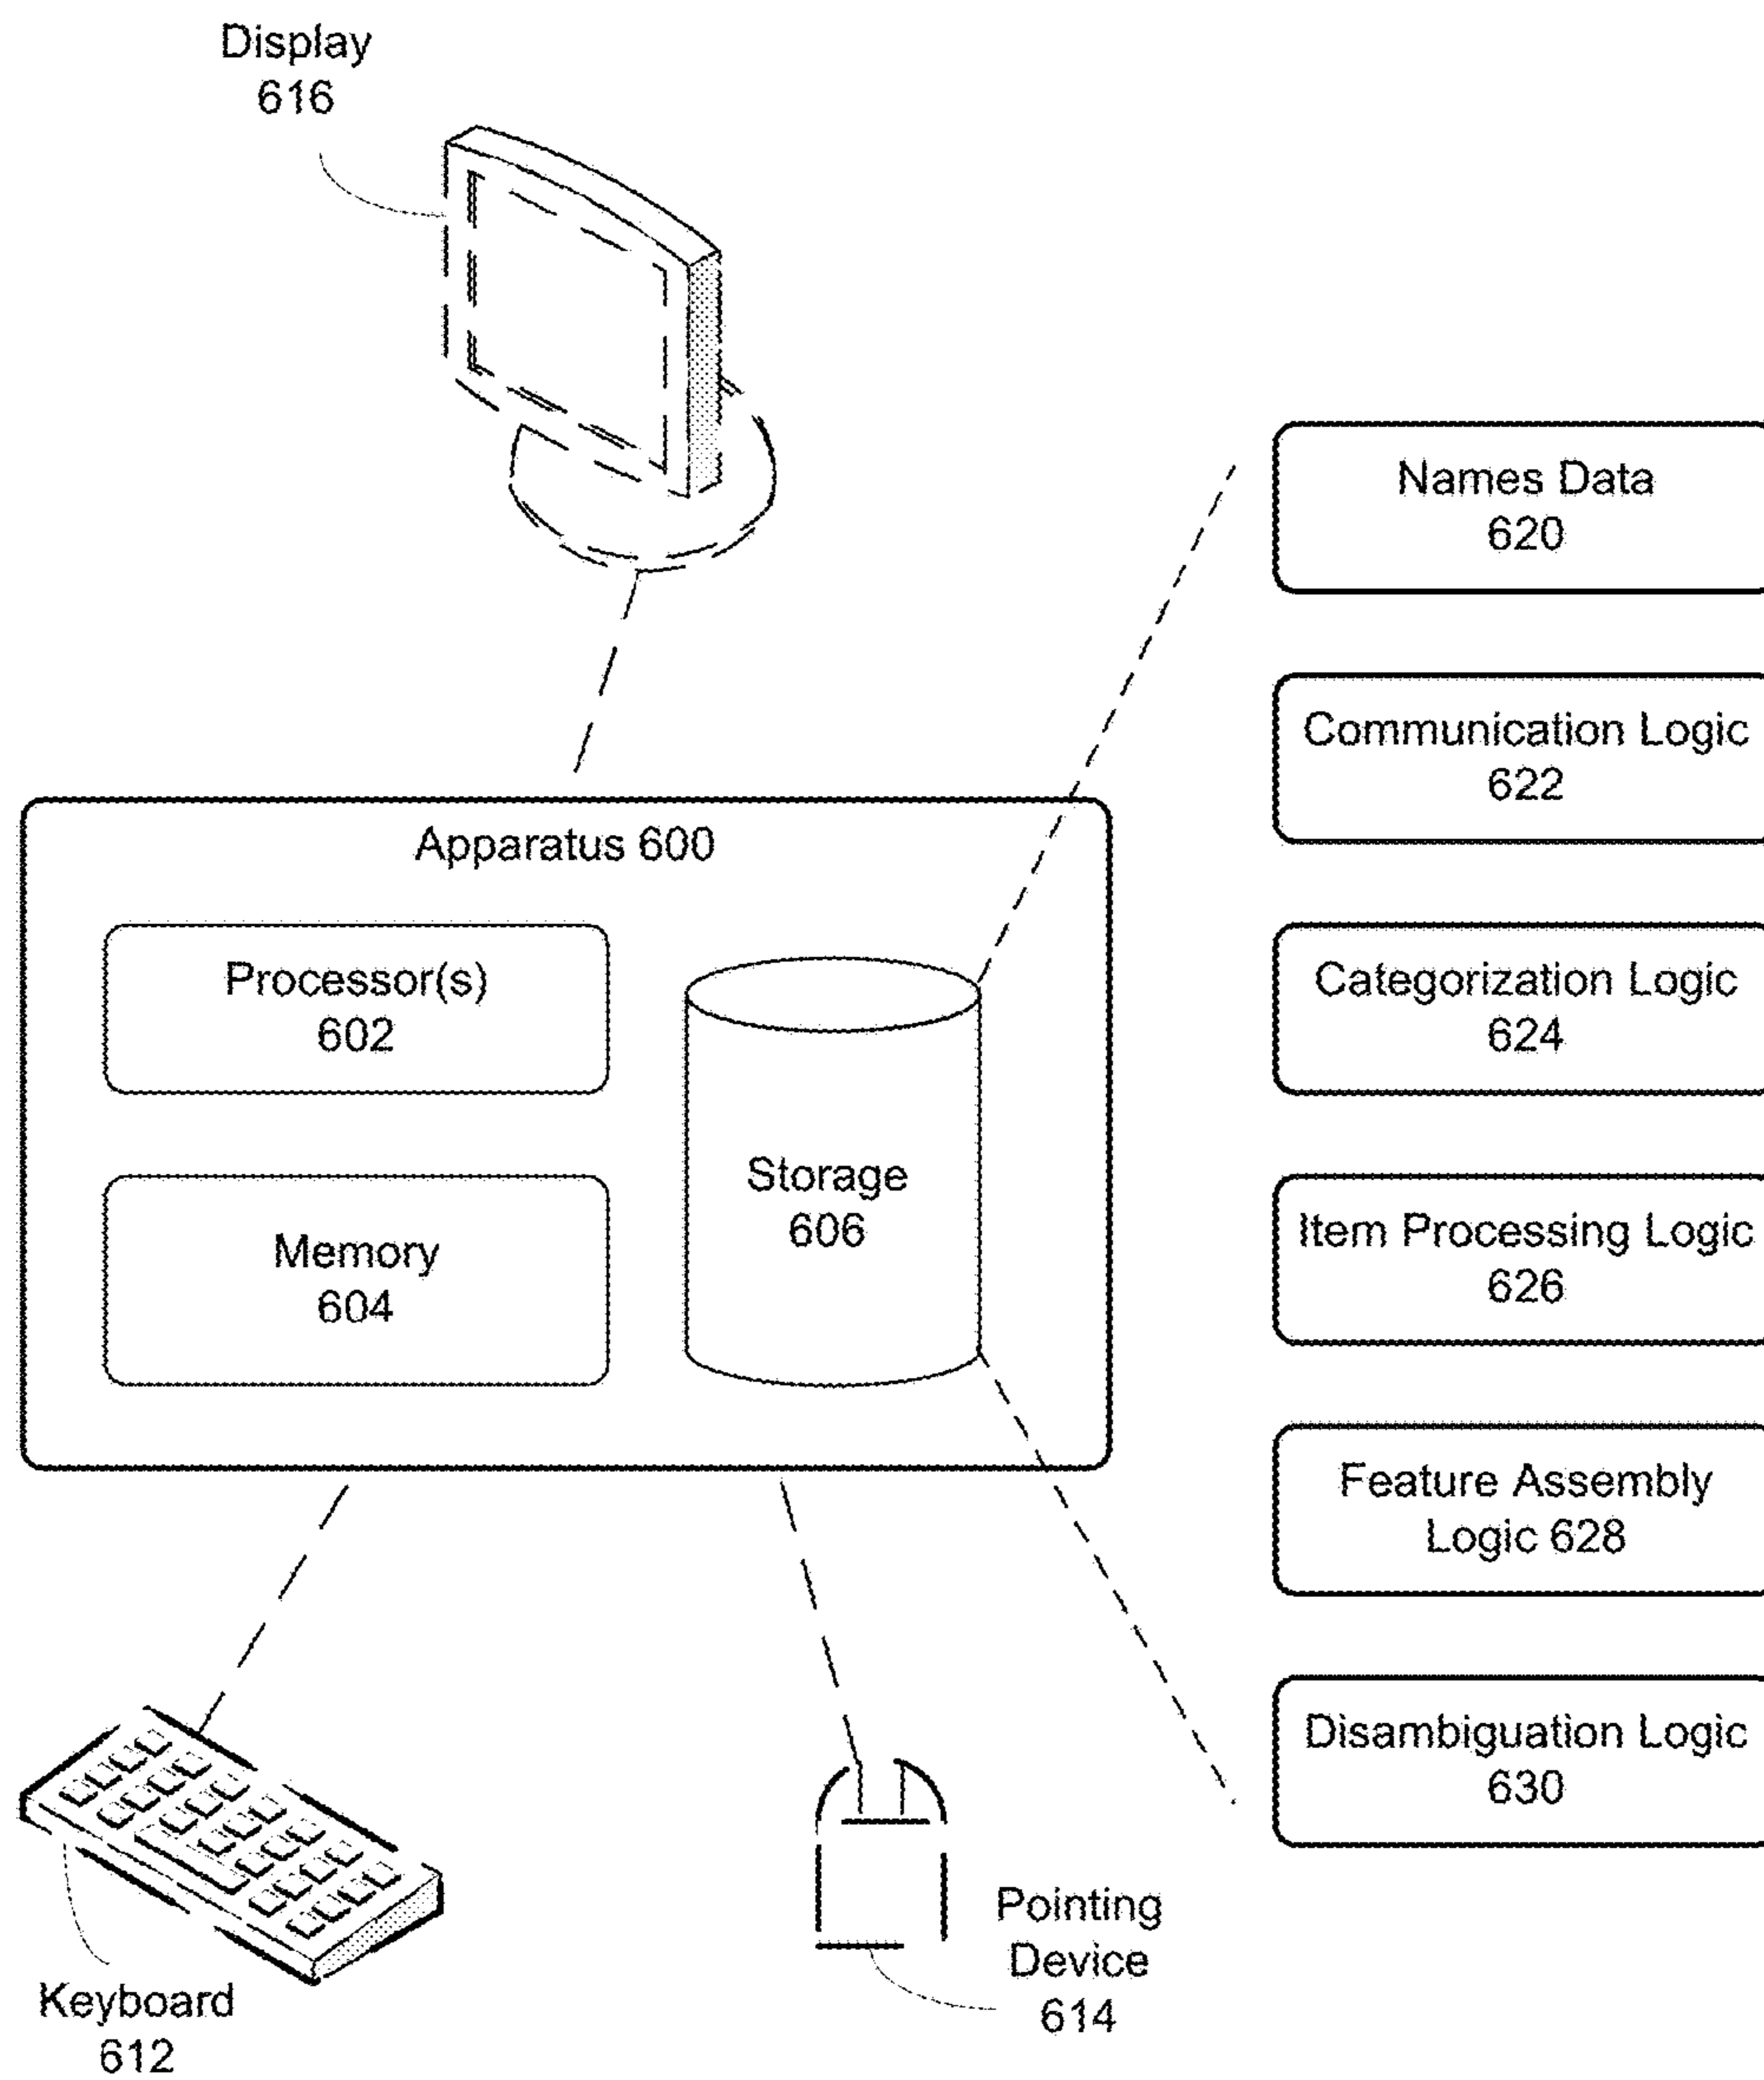 Display
616
Names Data
620
Communication Logic
622
Apparatus 600
Processor(s)
602
Memory
604
Storage
606
Categorization Logic
624
Item Processing Logic
626
Feature Assembly
Logic 628
Disambiguation Logic
630
Keyboard
612
Pointing
Device
614